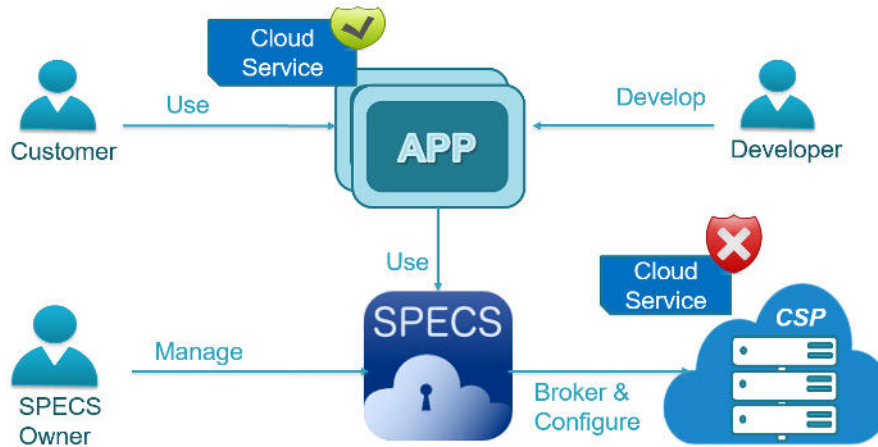 Cloud
Service
Use
Develop
APP
Customer
Developer
Use
Cloud
Service
SPECS
CSP
Manage
Broker &
Configure
SPECS
Owner